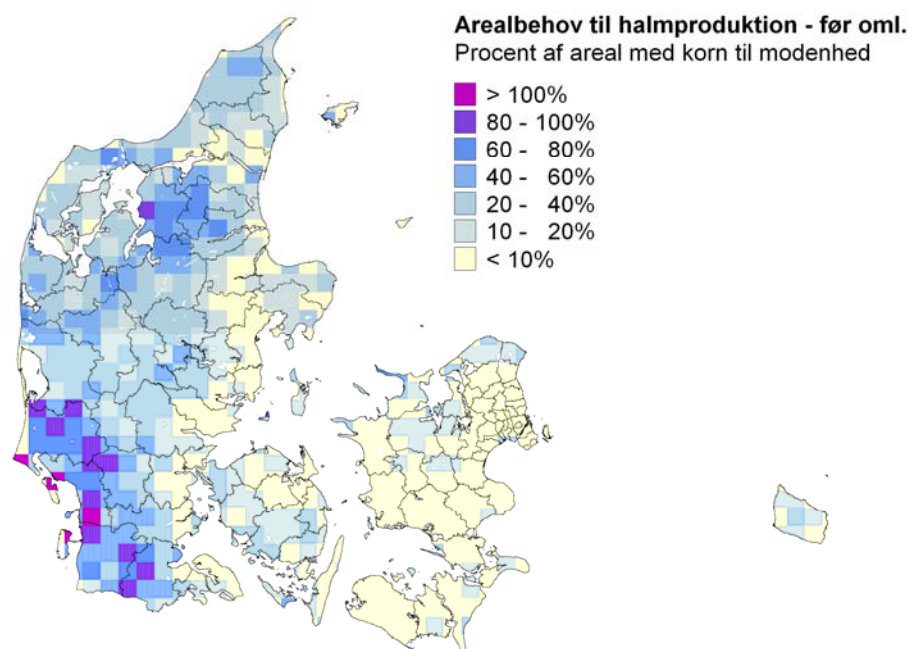 Arealbehov til halmproduktion - før oml.
Procent af areal med korn til modenhed
> 100%
80 - 100%
60 - 80%
40 - 60%
20 - 40%
10 - 20%
< 10%